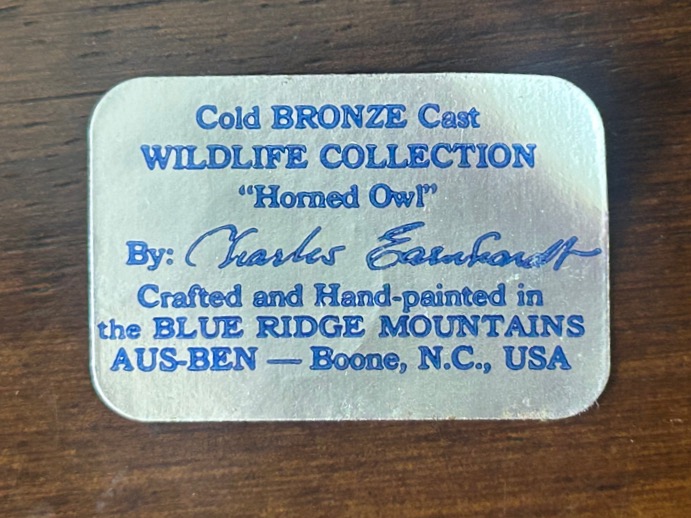 Cold BRONZE Cast
WILDLIFE COLLECTION
"Horned Owl"
By: Charles Earnhardt
Crafted and Hand-painted in
the BLUE RIDGE MOUNTAINS
AUS-BEN — Boone, N.C., USA